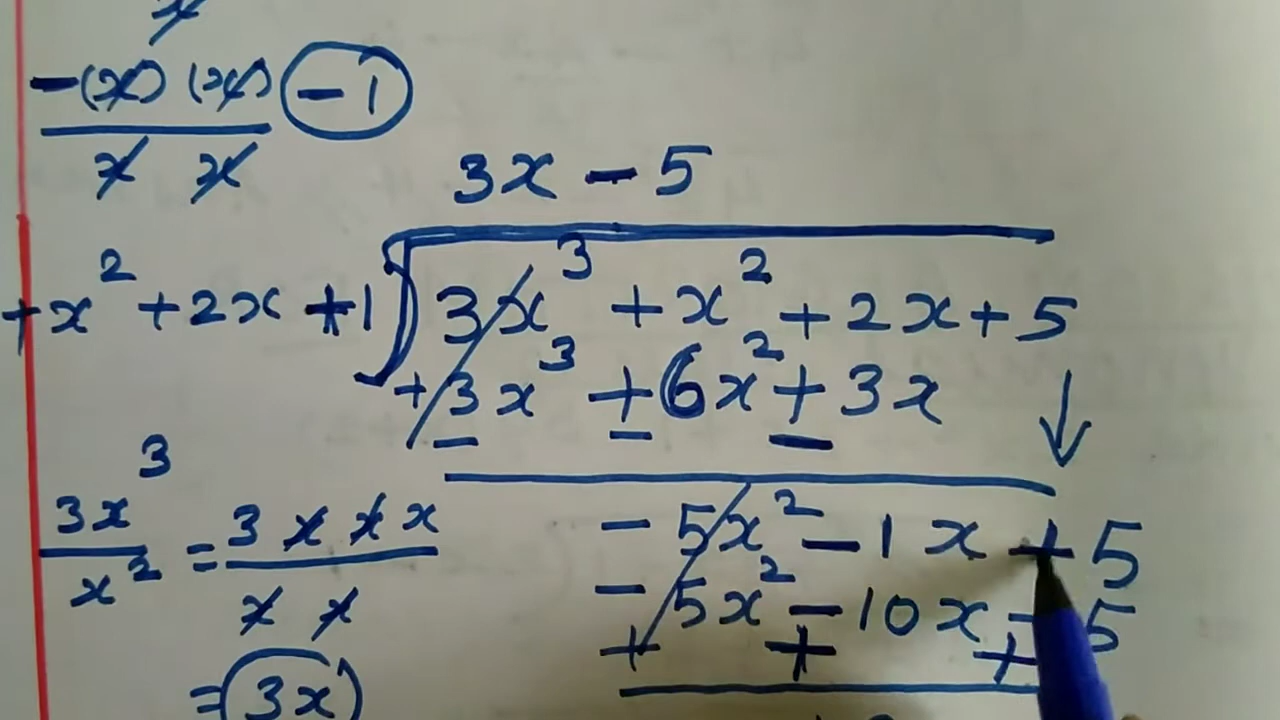 -(x) (x) -1
x x
3x - 5
+x² + 2x + 1 3x³ + x² + 2x + 5
+3x³ + 6x² + 3x
- - -
3x³ = 3 x x x
x² x x
- 5x² - 1x + 5
- 5x² - 10x - 5
+ + +
= 3x